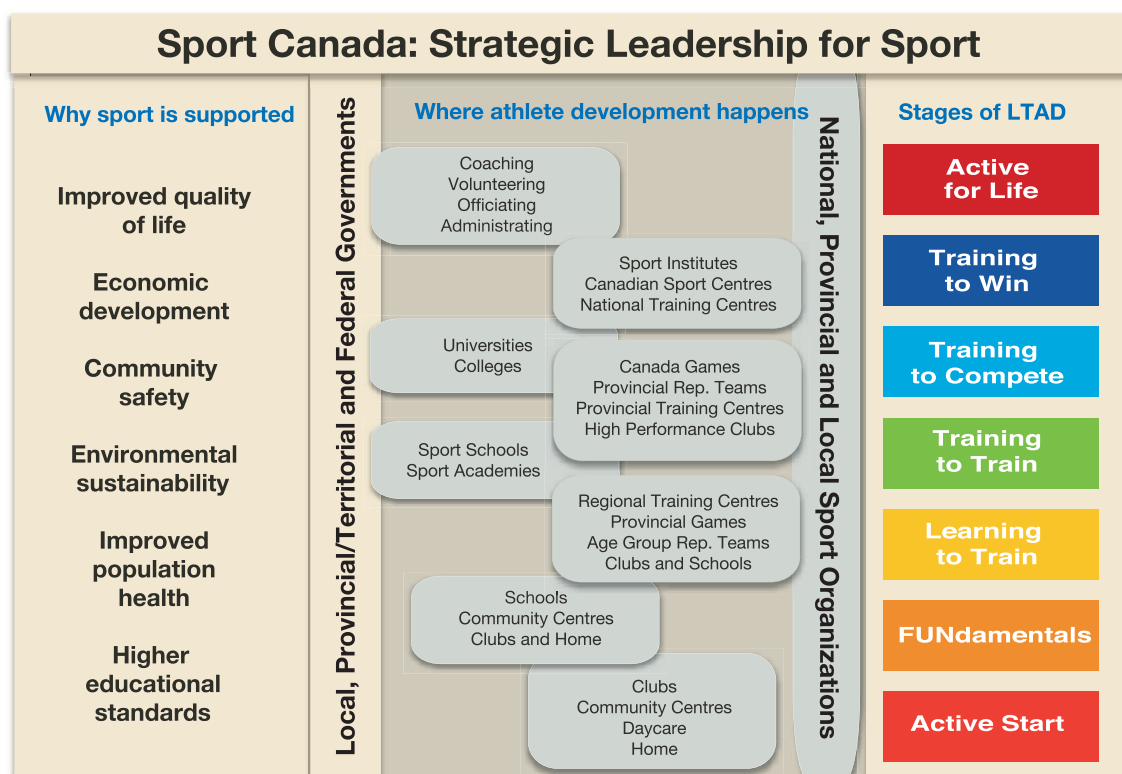 Sport Canada: Strategic Leadership for Sport
Why sport is supported
Improved quality
of life
Economic
development
Community
safety
Environmental
sustainability
Improved
population
health
Higher
educational
standards
Local, Provincial/Territorial and Federal Governments
Where athlete development happens
Coaching
Volunteering
Officiating
Administrating
Sport Institutes
Canadian Sport Centres
National Training Centres
Universities
Colleges
Canada Games
Provincial Rep. Teams
Provincial Training Centres
High Performance Clubs
Sport Schools
Sport Academies
Regional Training Centres
Provincial Games
Age Group Rep. Teams
Clubs and Schools
Schools
Community Centres
Clubs and Home
Clubs
Community Centres
Daycare
Home
National, Provincial and Local Sport Organizations
Stages of LTAD
Active
for Life
Training
to Win
Training
to Compete
Training
to Train
Learning
to Train
FUNdamentals
Active Start